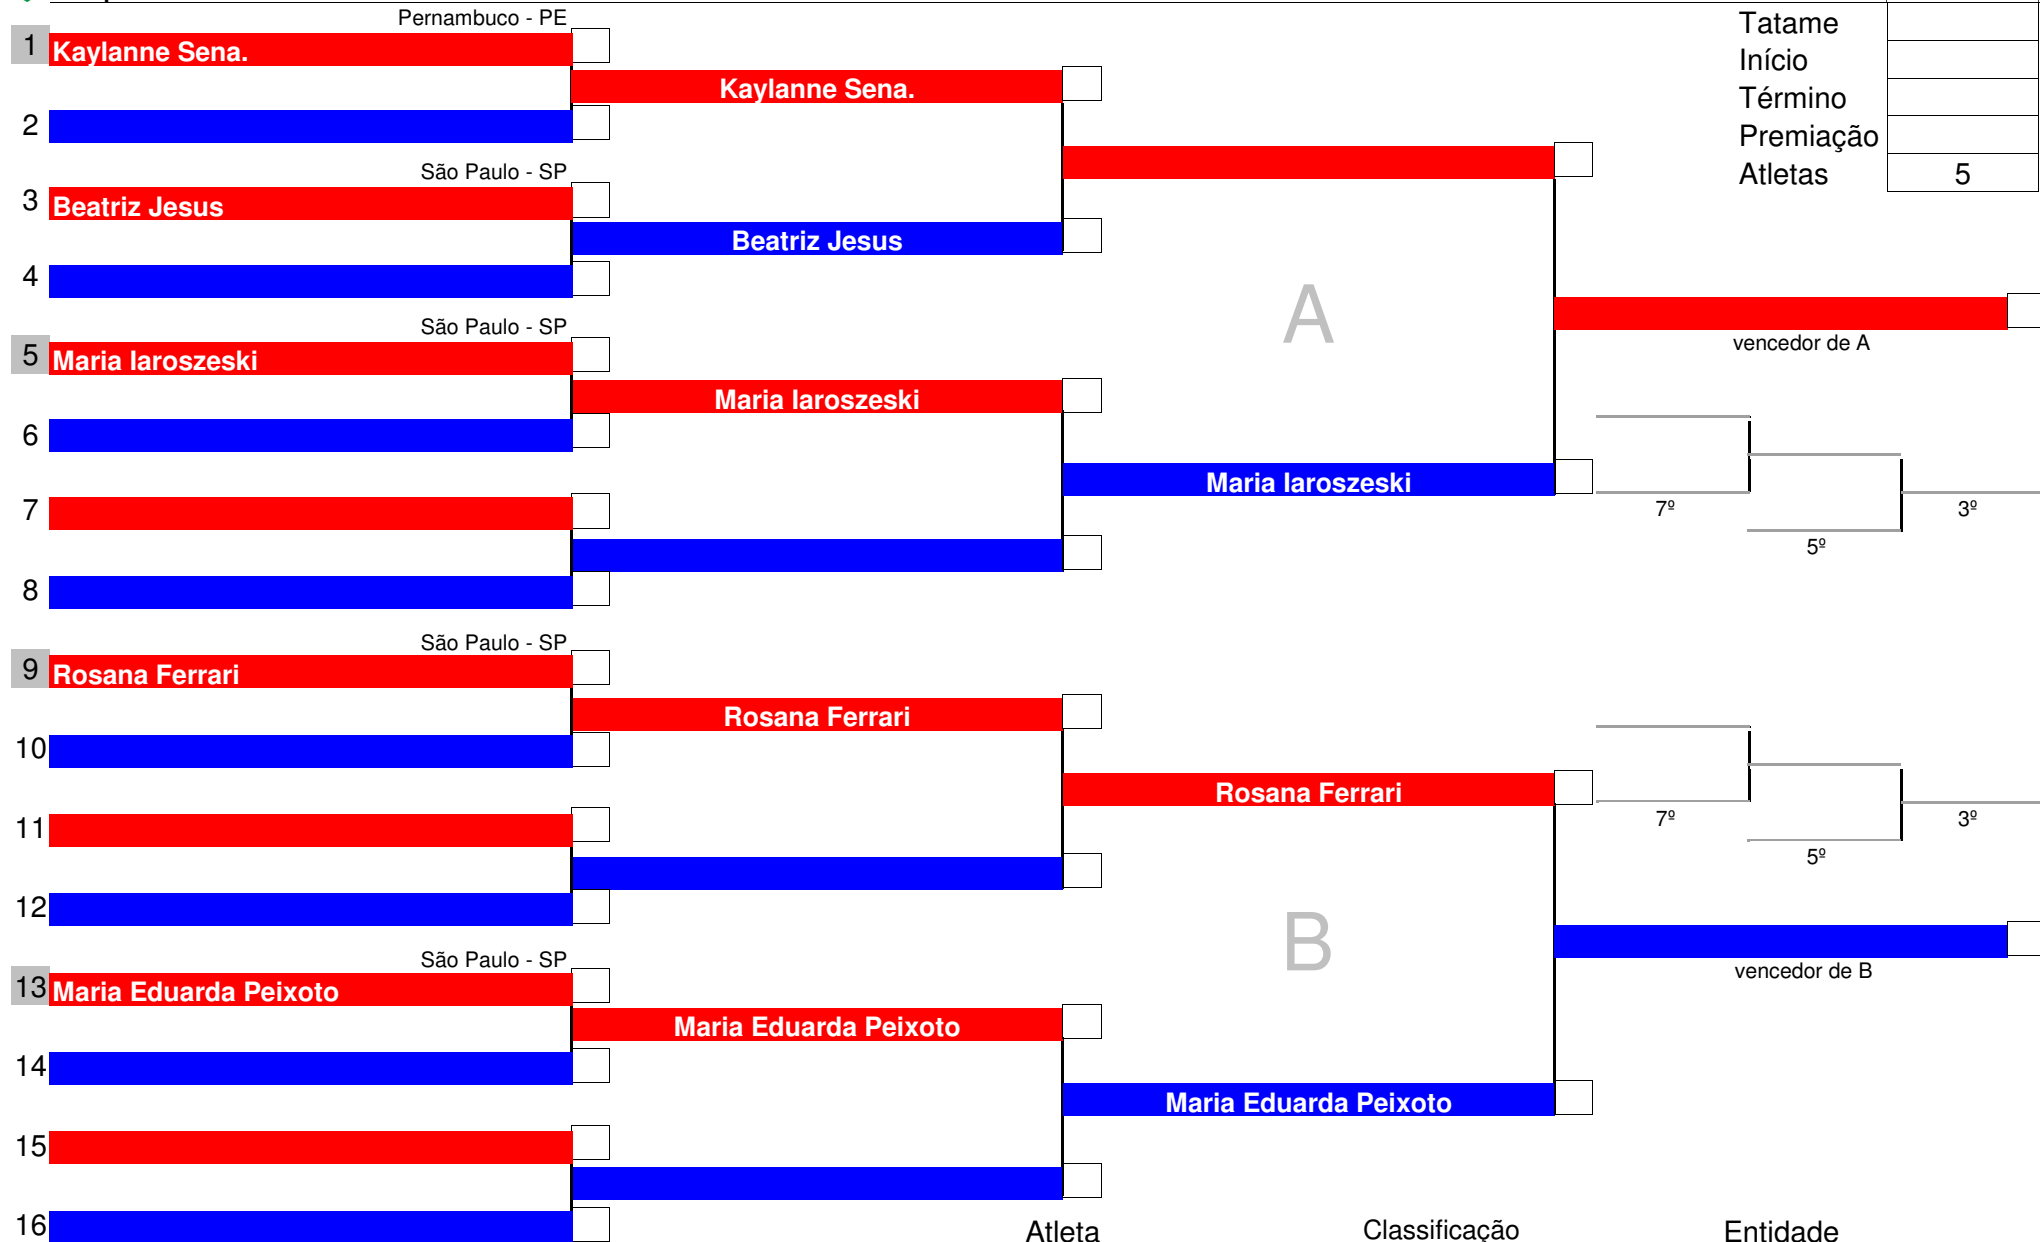 Pernambuco - PE
1 Kaylanne Sena.
Kaylanne Sena.
2
São Paulo - SP
3 Beatriz Jesus
Beatriz Jesus
4
São Paulo - SP
5 Maria Iaroszeski
Maria Iaroszeski
6
Maria Iaroszeski
7
8
São Paulo - SP
9 Rosana Ferrari
Rosana Ferrari
10
Rosana Ferrari
11
12
São Paulo - SP
13 Maria Eduarda Peixoto
Maria Eduarda Peixoto
14
Maria Eduarda Peixoto
15
16
A
B
Tatame
Início
Término
Premiação
Atletas 5
vencedor de A
7º
3º
5º
7º
3º
5º
vencedor de B
Atleta Classificação Entidade